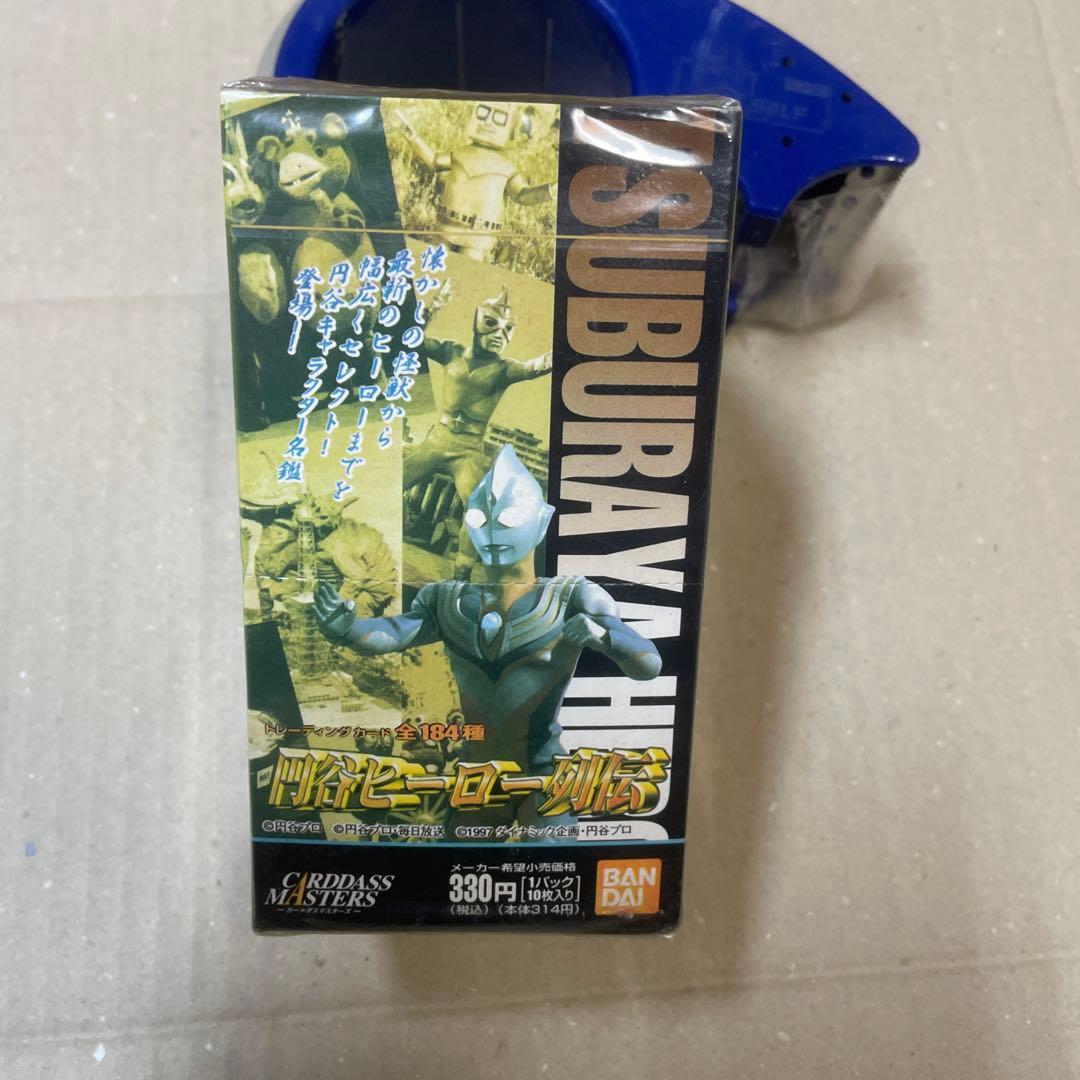 TSUBURAYA HERO
懐かしの怪獣から
最新のヒーローまでを
幅広くセレクト！
円谷キャラクター名鑑
登場！
トレーディングカード 全184種
円谷ヒーロー列伝
©円谷プロ ©円谷プロ・毎日放送 ©1997 ダイナミック企画・円谷プロ
CARDDASS
MASTERS
カードダスマスターズ
メーカー希望小売価格
330円 [1パック
10枚入り]
(税込) (本体314円)
BAN
DAI